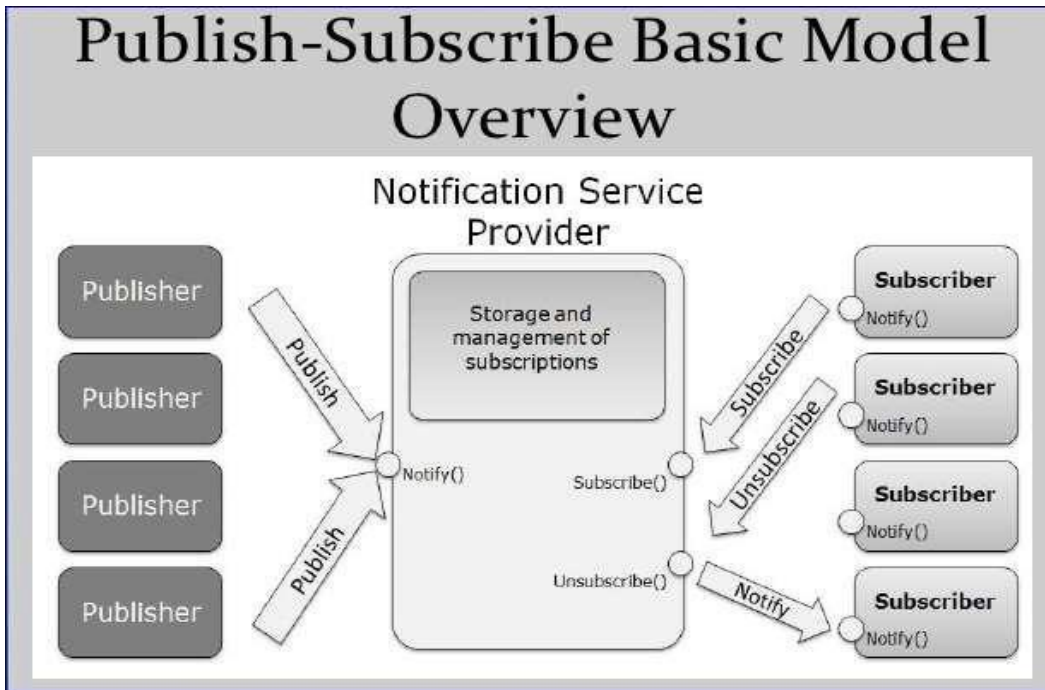 Publish-Subscribe Basic Model
Overview
Notification Service
Provider
Publisher
Publisher
Publisher
Publisher
Publish
Publish
Storage and
management of
subscriptions
Notify()
Subscribe()
Unsubscribe()
Subscribe
Unsubscribe
Notify
Subscriber
Notify()
Subscriber
Notify()
Subscriber
Notify()
Subscriber
Notify()